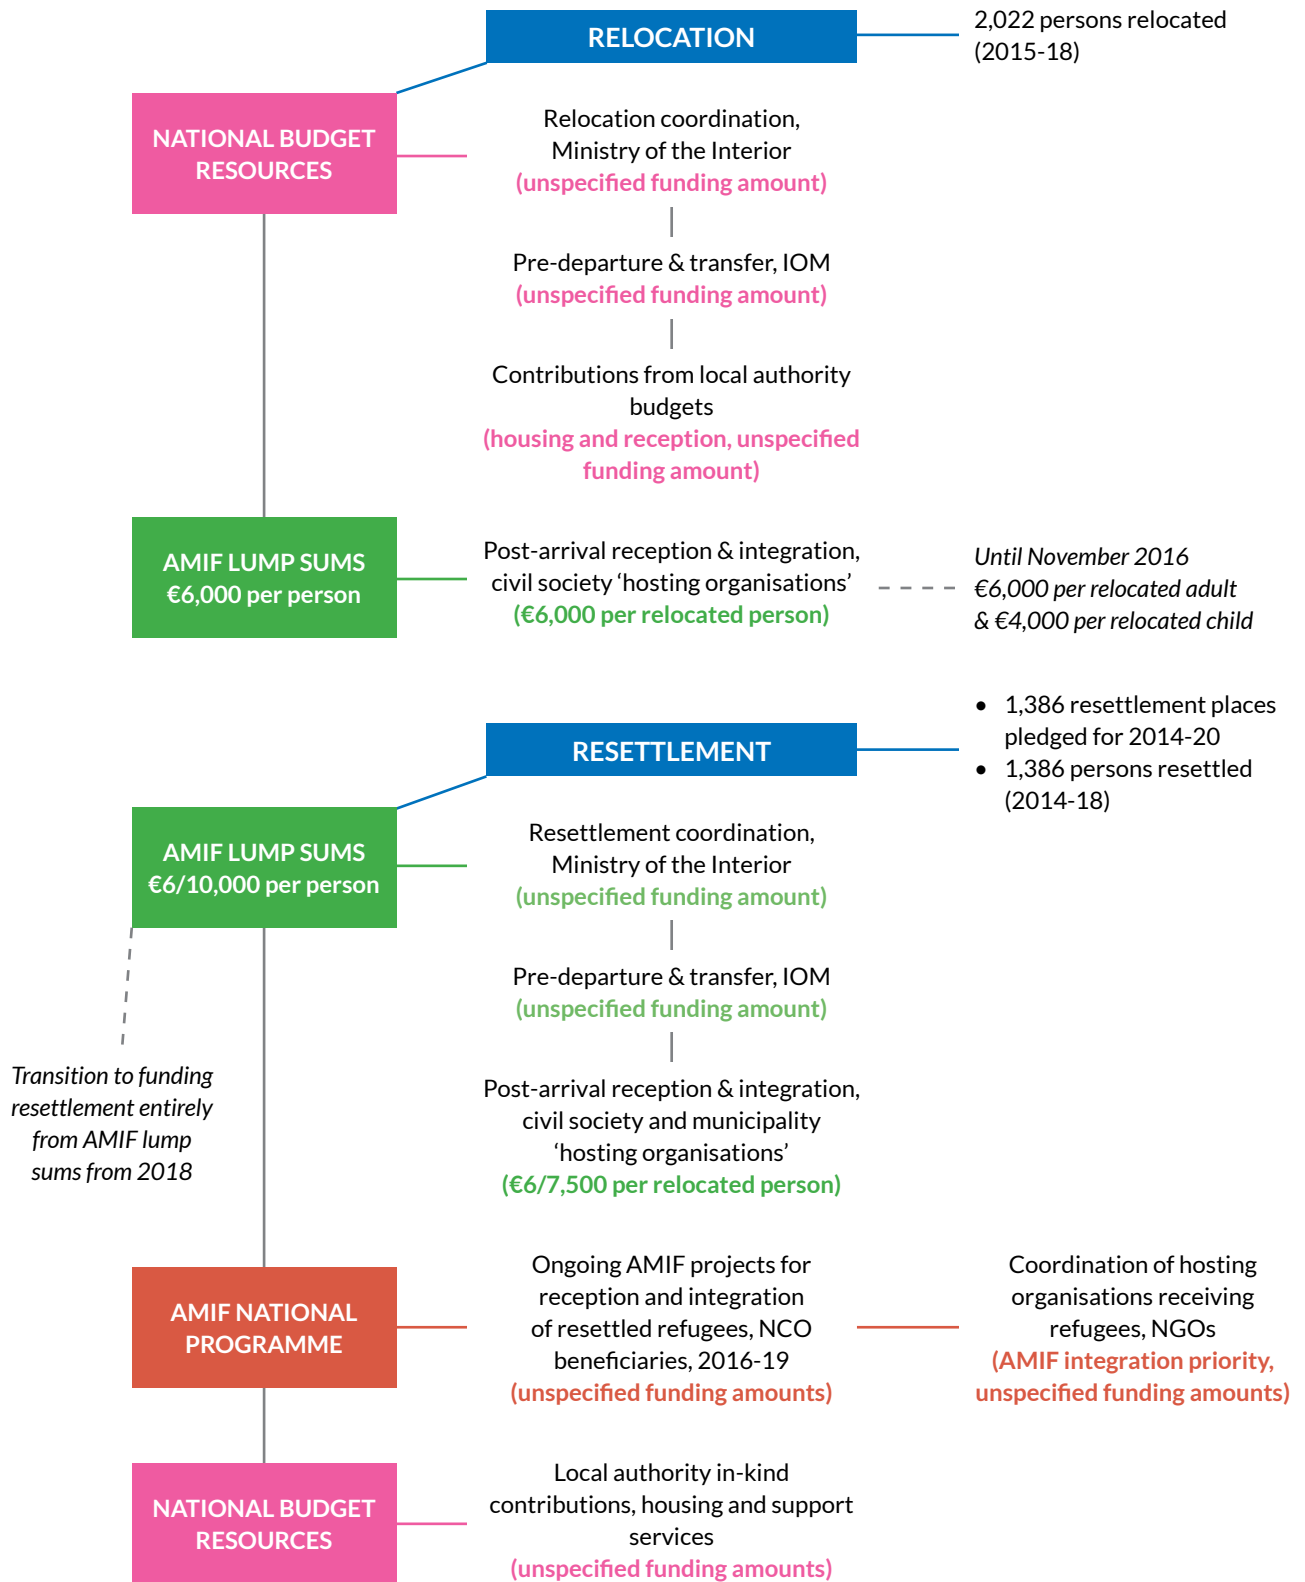 RELOCATION
2,022 persons relocated
(2015-18)
NATIONAL BUDGET
RESOURCES
Relocation coordination,
Ministry of the Interior
(unspecified funding amount)
Pre-departure & transfer, IOM
(unspecified funding amount)
Contributions from local authority
budgets
(housing and reception, unspecified
funding amount)
AMIF LUMP SUMS
€6,000 per person
Post-arrival reception & integration,
civil society ‘hosting organisations’
(€6,000 per relocated person)
Until November 2016
€6,000 per relocated adult
& €4,000 per relocated child
RESETTLEMENT
• 1,386 resettlement places
pledged for 2014-20
• 1,386 persons resettled
(2014-18)
AMIF LUMP SUMS
€6/10,000 per person
Resettlement coordination,
Ministry of the Interior
(unspecified funding amount)
Pre-departure & transfer, IOM
(unspecified funding amount)
Transition to funding
resettlement entirely
from AMIF lump
sums from 2018
Post-arrival reception & integration,
civil society and municipality
‘hosting organisations’
(€6/7,500 per relocated person)
AMIF NATIONAL
PROGRAMME
Ongoing AMIF projects for
reception and integration
of resettled refugees, NCO
beneficiaries, 2016-19
(unspecified funding amounts)
Coordination of hosting
organisations receiving
refugees, NGOs
(AMIF integration priority,
unspecified funding amounts)
NATIONAL BUDGET
RESOURCES
Local authority in-kind
contributions, housing and support
services
(unspecified funding amounts)